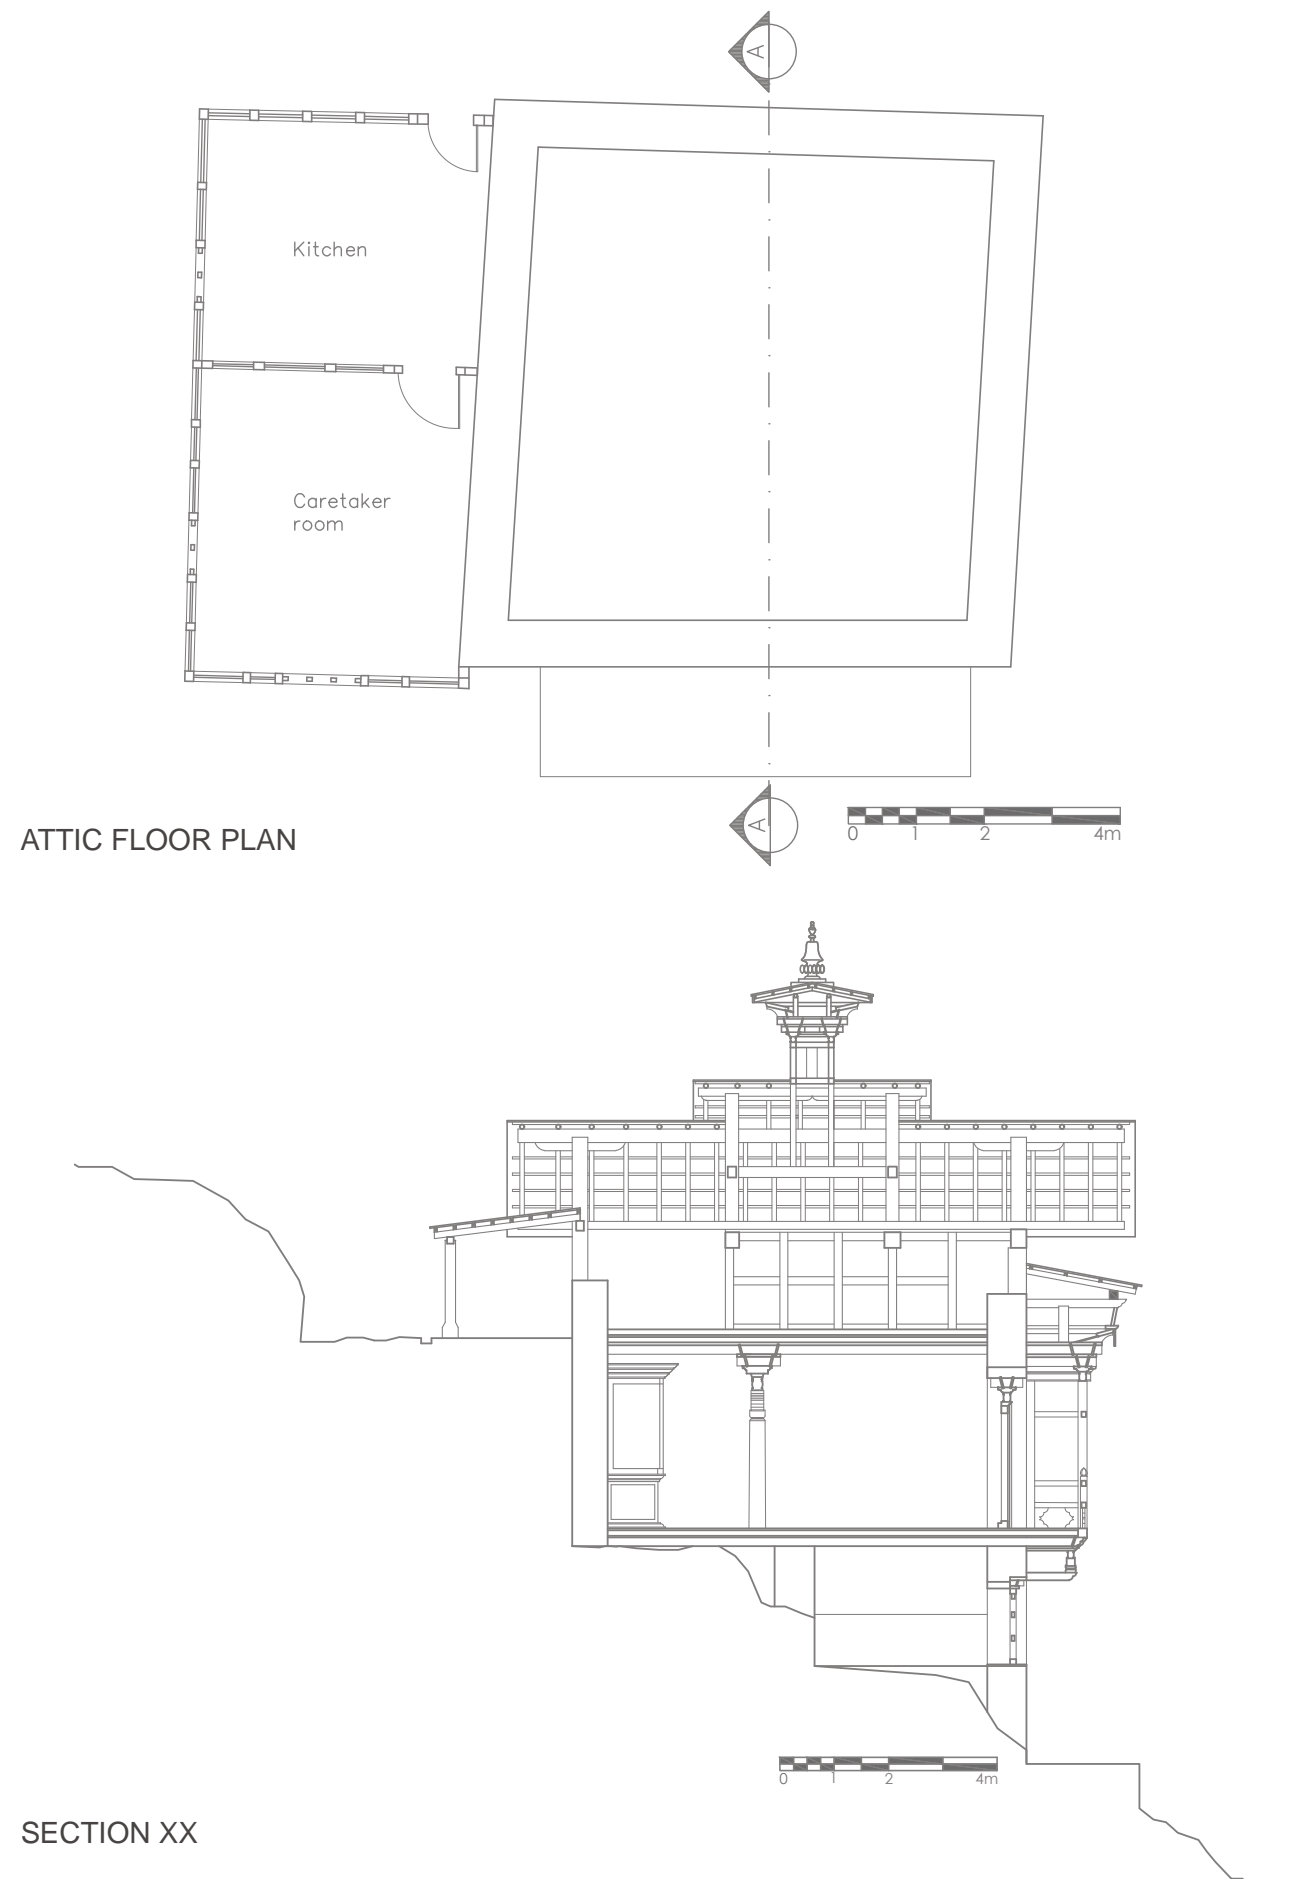 A
Kitchen
Caretaker
room
A
0 1 2 4m
ATTIC FLOOR PLAN
0 1 2 4m
SECTION XX